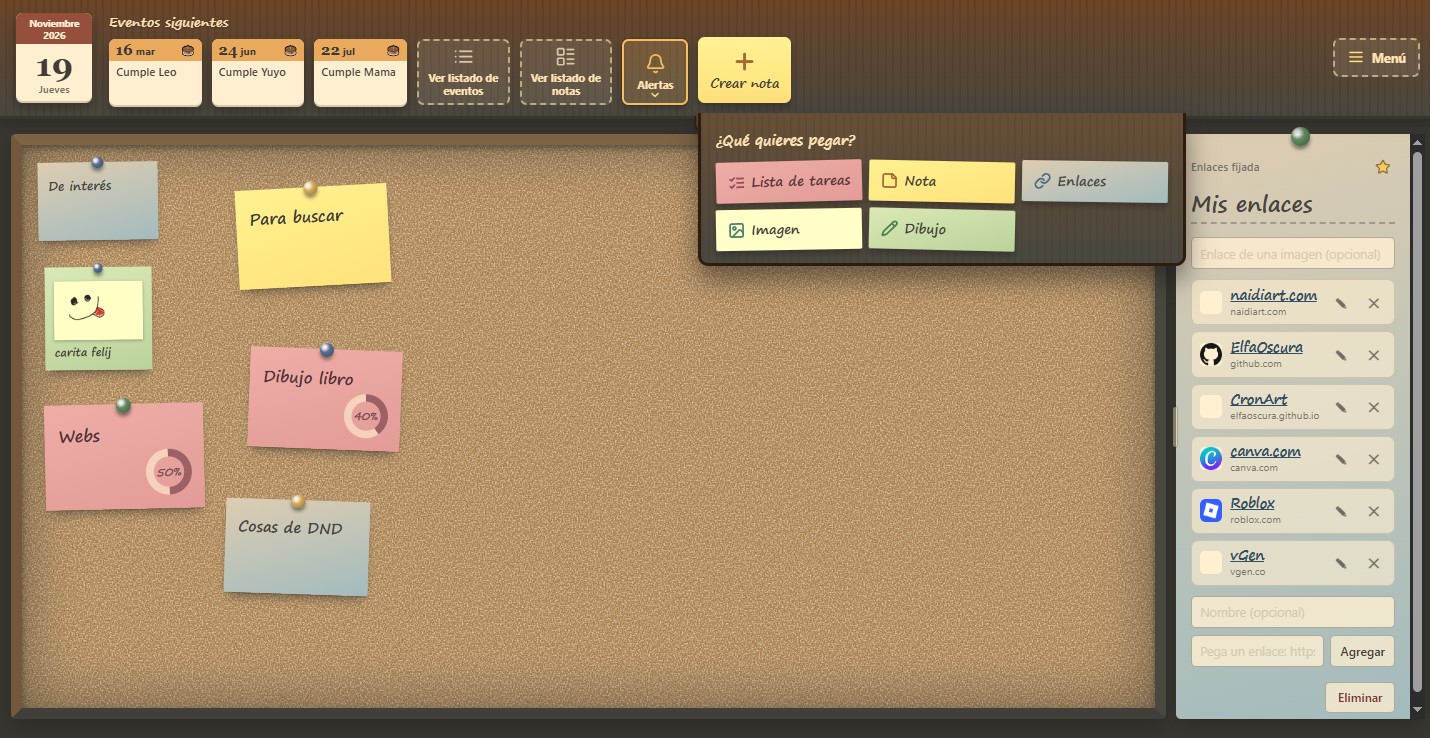 Noviembre
2026
19
Jueves
Eventos siguientes
16 mar
Cumple Leo
24 jun
Cumple Yuyo
22 jul
Cumple Mama
Ver listado de
eventos
Ver listado de
notas
Alertas
Crear nota
Menú
¿Qué quieres pegar?
Lista de tareas
Nota
Enlaces
Imagen
Dibujo
De interés
Para buscar
carita felij
Dibujo libro
40%
Webs
50%
Cosas de DND
Enlaces fijada
Mis enlaces
Enlace de una imagen (opcional)
naidiart.com
naidiart.com
ElfaOscura
github.com
CronArt
elfaoscura.github.io
canva.com
canva.com
Roblox
roblox.com
vGen
vgen.co
Nombre (opcional)
Pega un enlace: http:
Agregar
Eliminar